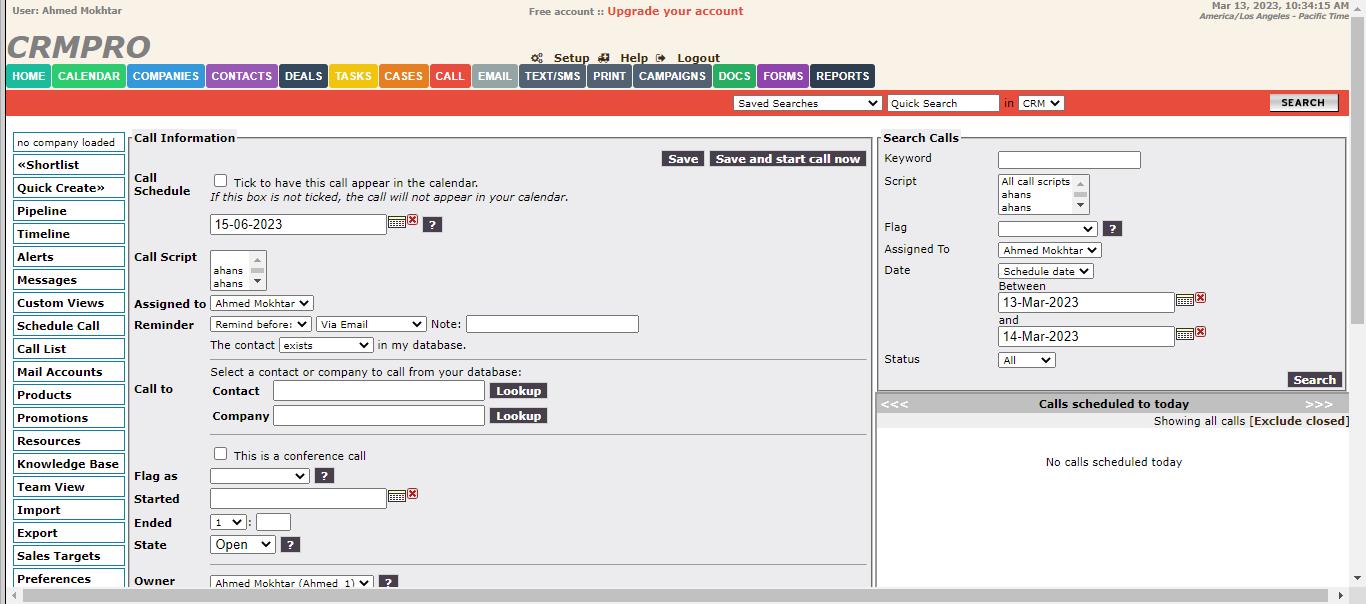 User: Ahmed Mokhtar
Free account :: Upgrade your account
Mar 13, 2023, 10:34:15 AM
America/Los Angeles - Pacific Time
CRMPRO
Setup Help Logout
HOME CALENDAR COMPANIES CONTACTS DEALS TASKS CASES CALL EMAIL TEXT/SMS PRINT CAMPAIGNS DOCS FORMS REPORTS
Saved Searches Quick Search in CRM SEARCH
no company loaded
«Shortlist
Quick Create»
Pipeline
Timeline
Alerts
Messages
Custom Views
Schedule Call
Call List
Mail Accounts
Products
Promotions
Resources
Knowledge Base
Team View
Import
Export
Sales Targets
Preferences
Call Information
Save Save and start call now
Call Schedule
Tick to have this call appear in the calendar.
If this box is not ticked, the call will not appear in your calendar.
15-06-2023 ?
Call Script
ahans
ahans
Assigned to Ahmed Mokhtar
Reminder Remind before: Via Email Note:
The contact exists in my database.
Select a contact or company to call from your database:
Call to Contact Lookup
Company Lookup
This is a conference call
Flag as ?
Started
Ended 1 :
State Open ?
Owner Ahmed Mokhtar (Ahmed_1) ?
Search Calls
Keyword
Script All call scripts
ahans
ahans
Flag ?
Assigned To Ahmed Mokhtar
Date Schedule date
Between
13-Mar-2023
and
14-Mar-2023
Status All
Search
<<< Calls scheduled to today >>>
Showing all calls [Exclude closed]
No calls scheduled today